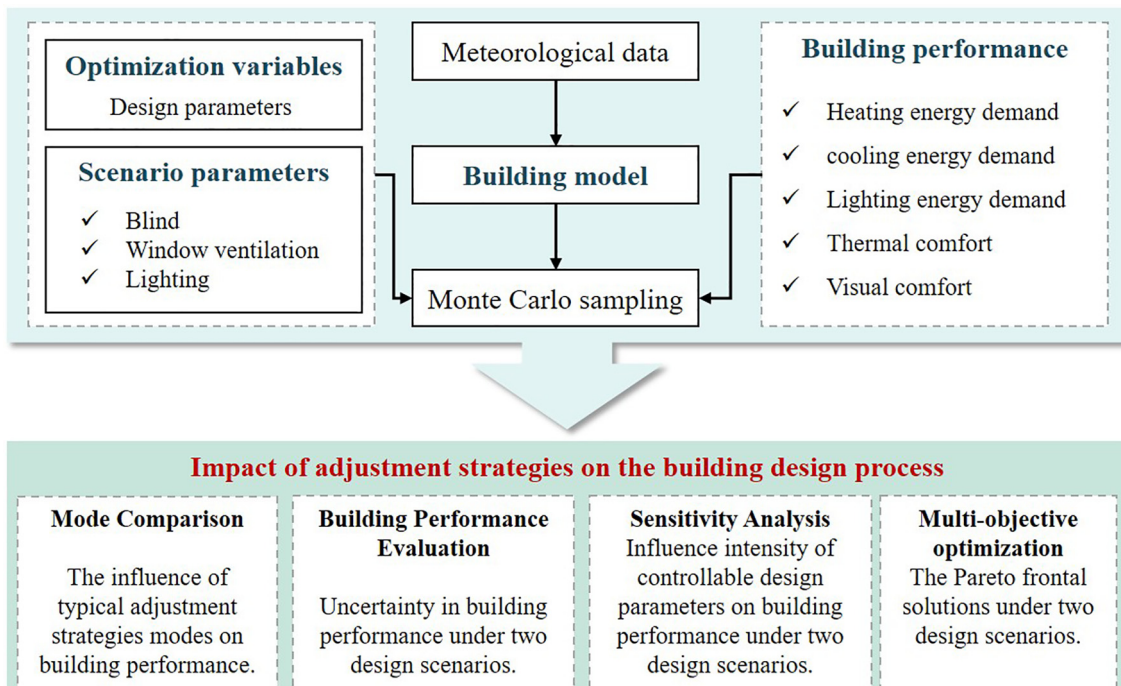 Optimization variables
Design parameters
Scenario parameters
✓ Blind
✓ Window ventilation
✓ Lighting
Meteorological data
Building model
Monte Carlo sampling
Building performance
✓ Heating energy demand
✓ cooling energy demand
✓ Lighting energy demand
✓ Thermal comfort
✓ Visual comfort
Impact of adjustment strategies on the building design process
Mode Comparison
The influence of
typical adjustment
strategies modes on
building performance.
Building Performance
Evaluation
Uncertainty in building
performance under two
design scenarios.
Sensitivity Analysis
Influence intensity of
controllable design
parameters on building
performance under two
design scenarios.
Multi-objective
optimization
The Pareto frontal
solutions under two
design scenarios.